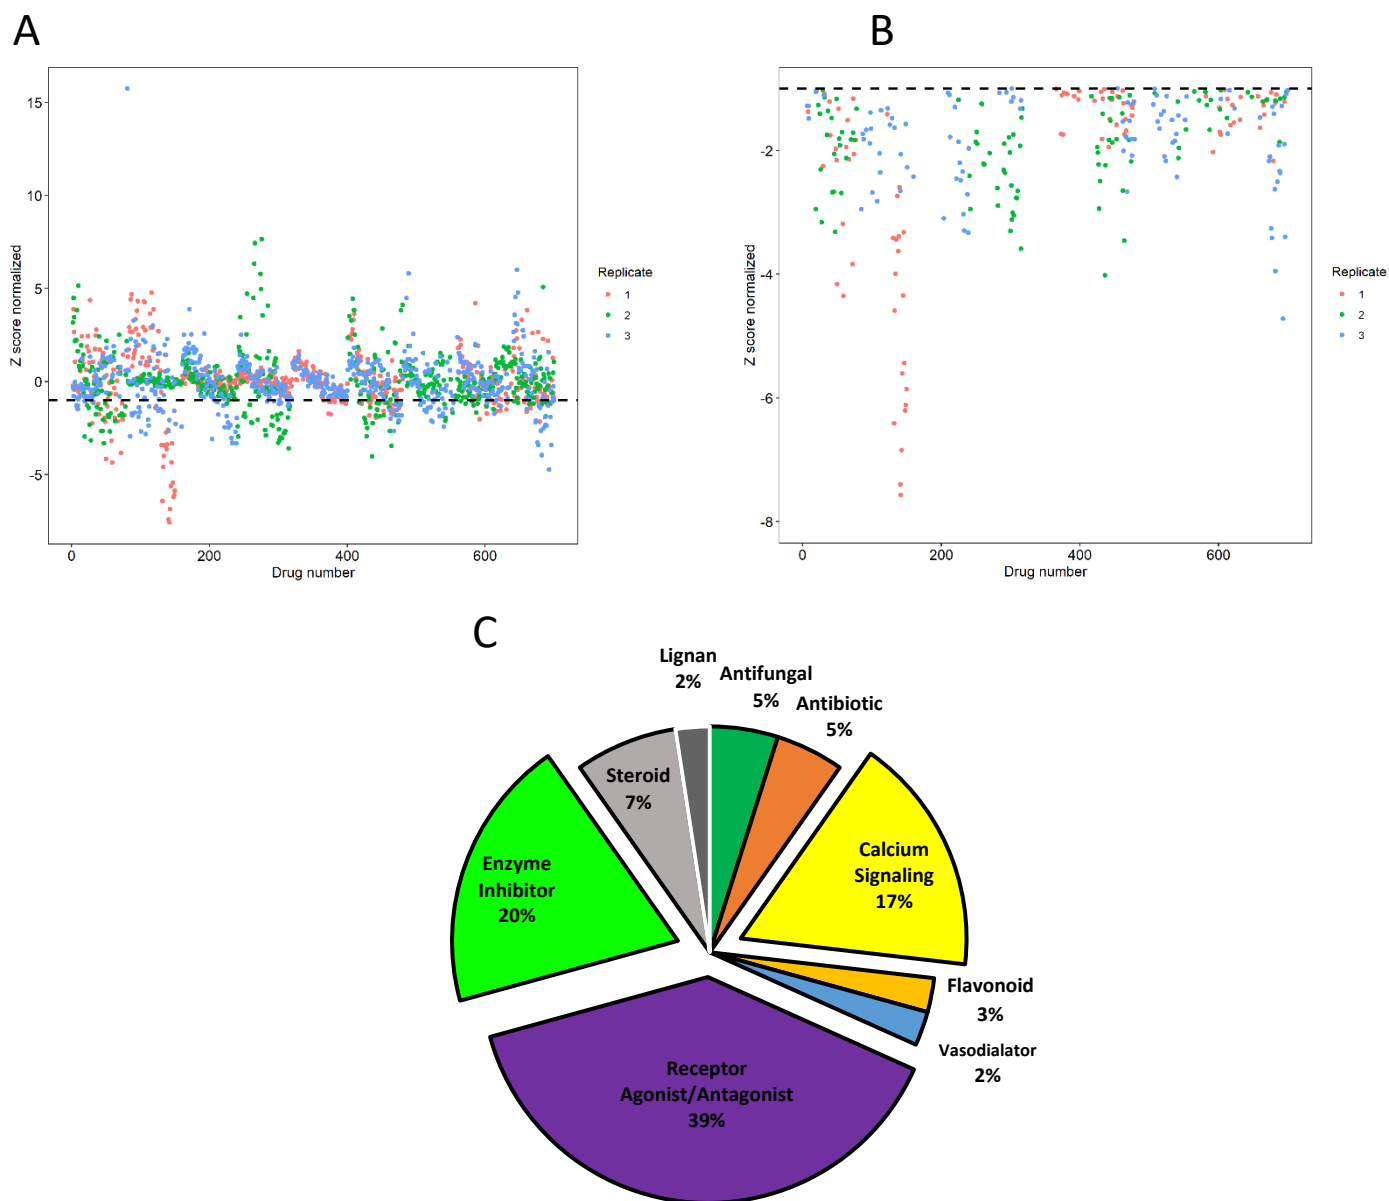 A
B
15
10
5
0
-5
Z score normalized
0
200
400
600
Drug number
Replicate
1
2
3
-2
-4
-6
-8
Z score normalized
0
200
400
600
Drug number
Replicate
1
2
3
C
Lignan
2%
Antifungal
5%
Antibiotic
5%
Steroid
7%
Calcium
Signaling
17%
Enzyme
Inhibitor
20%
Flavonoid
3%
Vasodialator
2%
Receptor
Agonist/Antagonist
39%